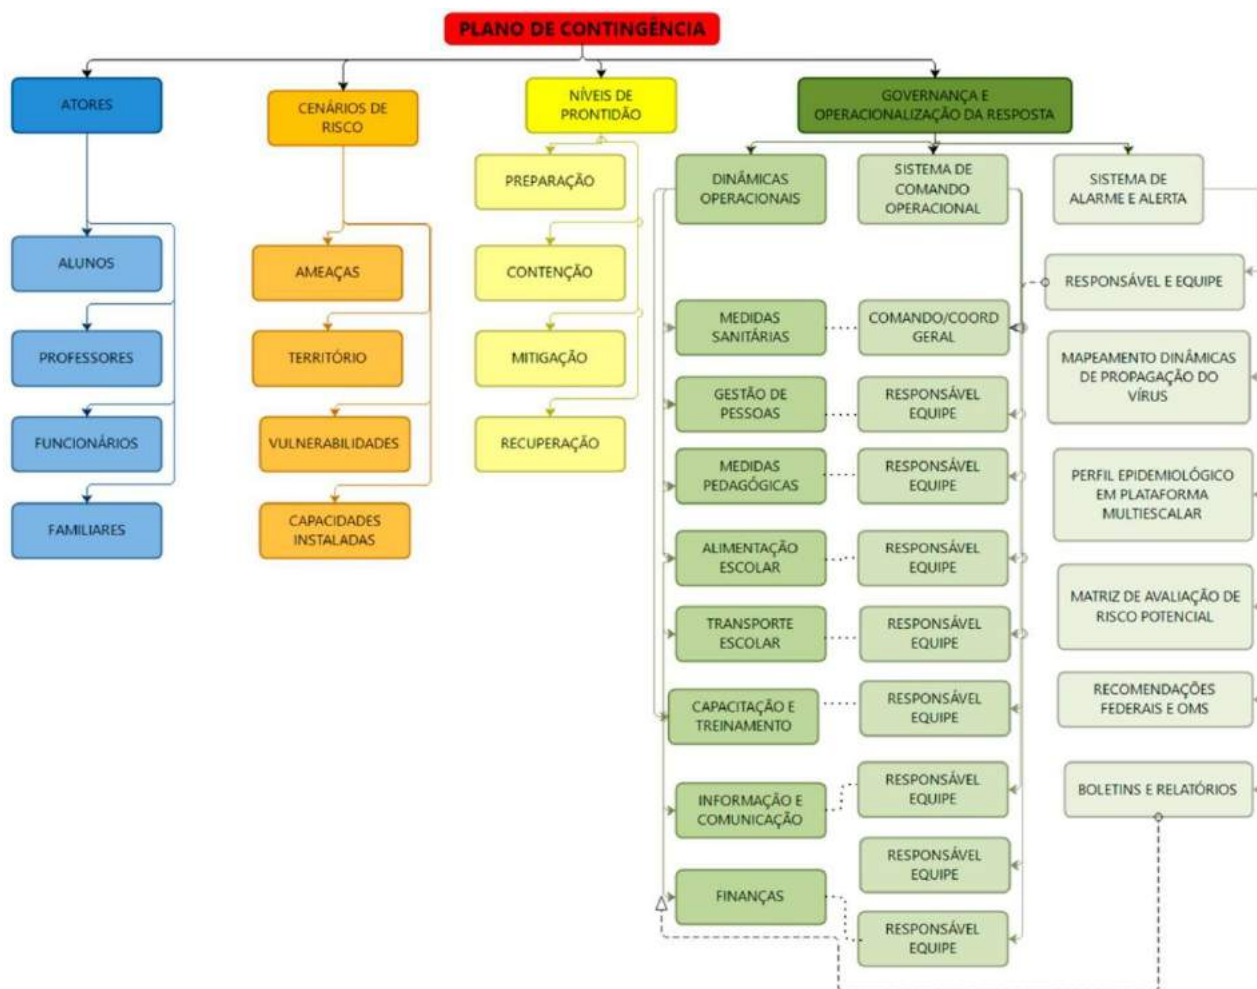 PLANO DE CONTINGÊNCIA
ATORES
CENÁRIOS DE
RISCO
NÍVEIS DE
PRONTIDÃO
GOVERNANÇA E
OPERACIONALIZAÇÃO DA RESPOSTA
ALUNOS
PROFESSORES
FUNCIONÁRIOS
FAMILIARES
AMEAÇAS
TERRITÓRIO
VULNERABILIDADES
CAPACIDADES
INSTALADAS
PREPARAÇÃO
CONTENÇÃO
MITIGAÇÃO
RECUPERAÇÃO
DINÂMICAS
OPERACIONAIS
MEDIDAS
SANITÁRIAS
GESTÃO DE
PESSOAS
MEDIDAS
PEDAGÓGICAS
ALIMENTAÇÃO
ESCOLAR
TRANSPORTE
ESCOLAR
CAPACITAÇÃO E
TREINAMENTO
INFORMAÇÃO E
COMUNICAÇÃO
FINANÇAS
SISTEMA DE
COMANDO
OPERACIONAL
COMANDO/COORD
GERAL
RESPONSÁVEL
EQUIPE
RESPONSÁVEL
EQUIPE
RESPONSÁVEL
EQUIPE
RESPONSÁVEL
EQUIPE
RESPONSÁVEL
EQUIPE
RESPONSÁVEL
EQUIPE
RESPONSÁVEL
EQUIPE
RESPONSÁVEL
EQUIPE
SISTEMA DE
ALARME E ALERTA
RESPONSÁVEL E EQUIPE
MAPEAMENTO DINÂMICAS
DE PROPAGAÇÃO DO
VÍRUS
PERFIL EPIDEMIOLÓGICO
EM PLATAFORMA
MULTIESCALAR
MATRIZ DE AVALIAÇÃO DE
RISCO POTENCIAL
RECOMENDAÇÕES
FEDERAIS E OMS
BOLETINS E RELATÓRIOS